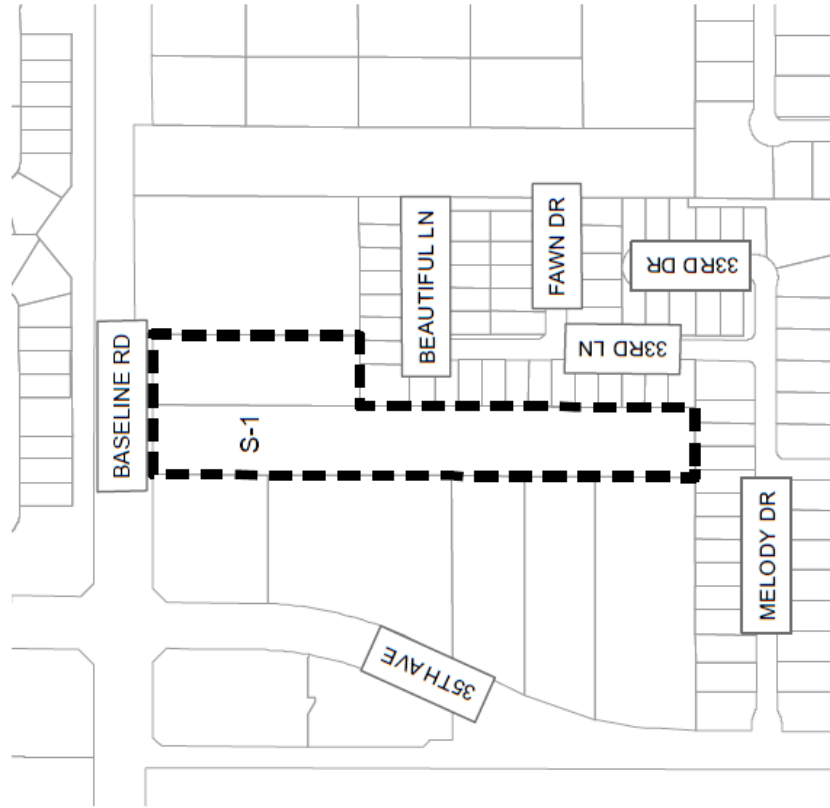 BASELINE RD
S-1
BEAUTIFUL LN
FAWN DR
33RD DR
33RD LN
35TH AVE
MELODY DR